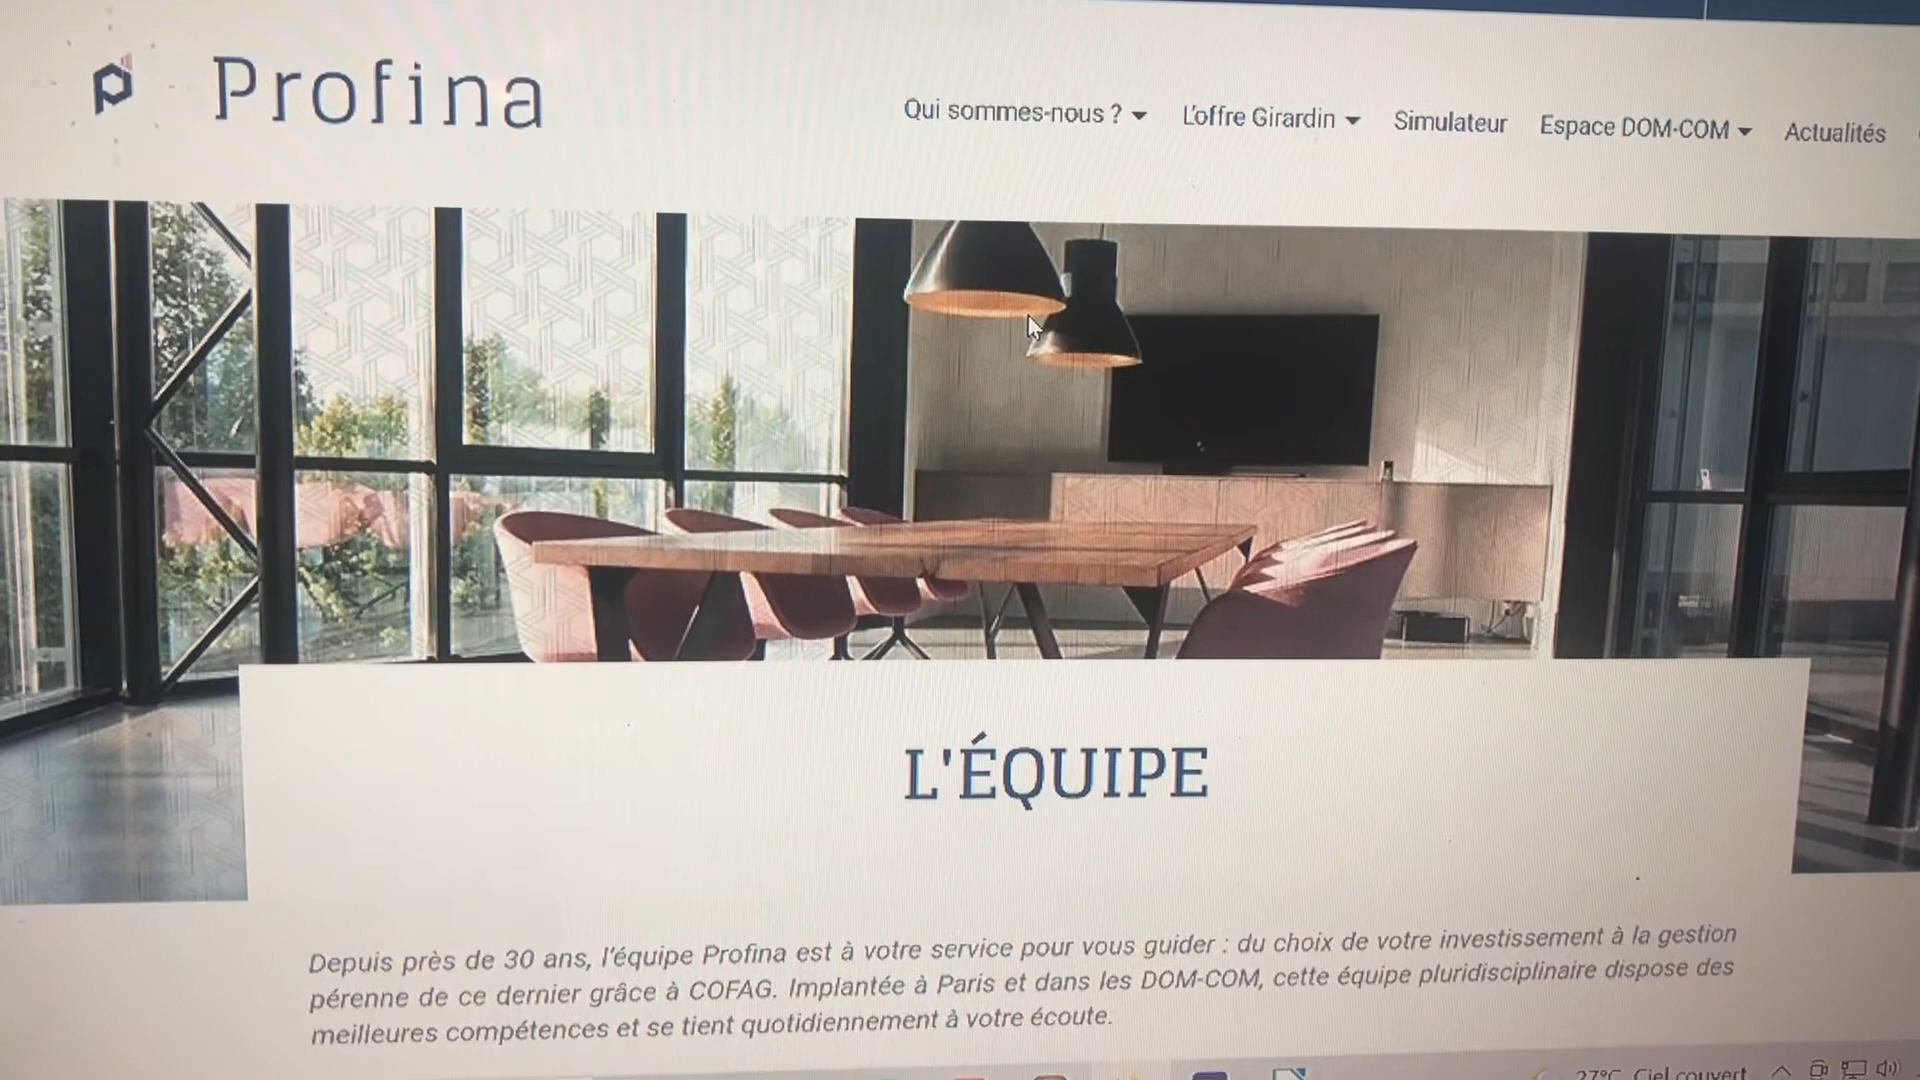 Profina
Qui sommes-nous ? L'offre Girardin Simulateur Espace DOM-COM Actualités
L'ÉQUIPE
Depuis près de 30 ans, l'équipe Profina est à votre service pour vous guider : du choix de votre investissement à la gestion
pérenne de ce dernier grâce à COFAG. Implantée à Paris et dans les DOM-COM, cette équipe pluridisciplinaire dispose des
meilleures compétences et se tient quotidiennement à votre écoute.
27°C Ciel couvert